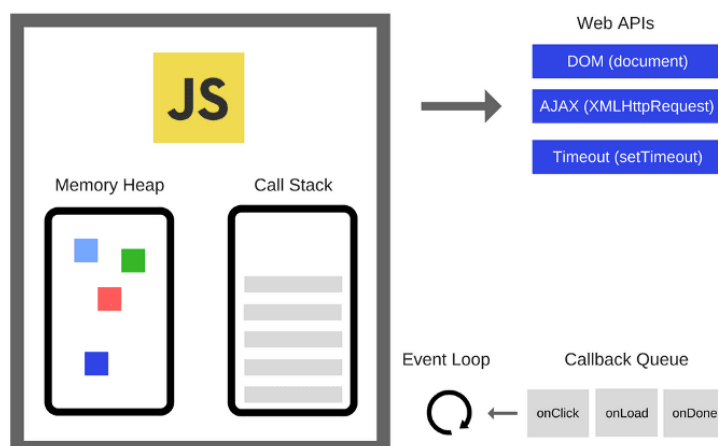 Web APIs
DOM (document)
JS
AJAX (XMLHttpRequest)
Timeout (setTimeout)
Memory Heap
Call Stack
Event Loop
Callback Queue
onClick
onLoad
onDone